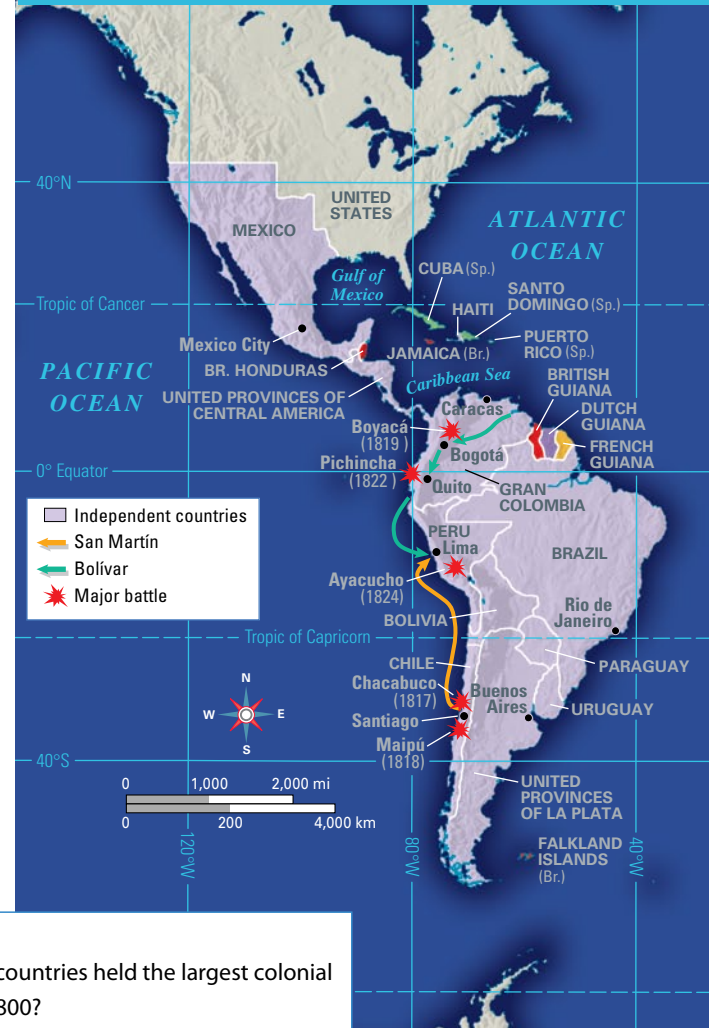 40°N
UNITED
STATES
MEXICO
ATLANTIC
OCEAN
Gulf of
Mexico
CUBA (Sp.)
SANTO
DOMINGO (Sp.)
HAITI
Tropic of Cancer
Mexico City
PUERTO
RICO (Sp.)
JAMAICA (Br.)
BR. HONDURAS
PACIFIC
OCEAN
Caribbean Sea
BRITISH
GUIANA
UNITED PROVINCES OF
CENTRAL AMERICA
Caracas
DUTCH
GUIANA
Boyacá
(1819 )
FRENCH
GUIANA
Bogotá
Pichincha
(1822 )
0° Equator
Quito
GRAN
COLOMBIA
Independent countries
San Martín
Bolívar
Major battle
PERU
Lima
BRAZIL
Ayacucho
(1824)
BOLIVIA
Rio de
Janeiro
Tropic of Capricorn
CHILE
PARAGUAY
Chacabuco
(1817)
Buenos
Aires
URUGUAY
Santiago
Maipú
(1818)
N
W
E
S
40°S
0 1,000 2,000 mi
0 200 4,000 km
UNITED
PROVINCES
OF LA PLATA
120°W
80°W
40°W
FALKLAND
ISLANDS
(Br.)
countries held the largest colonial
300?